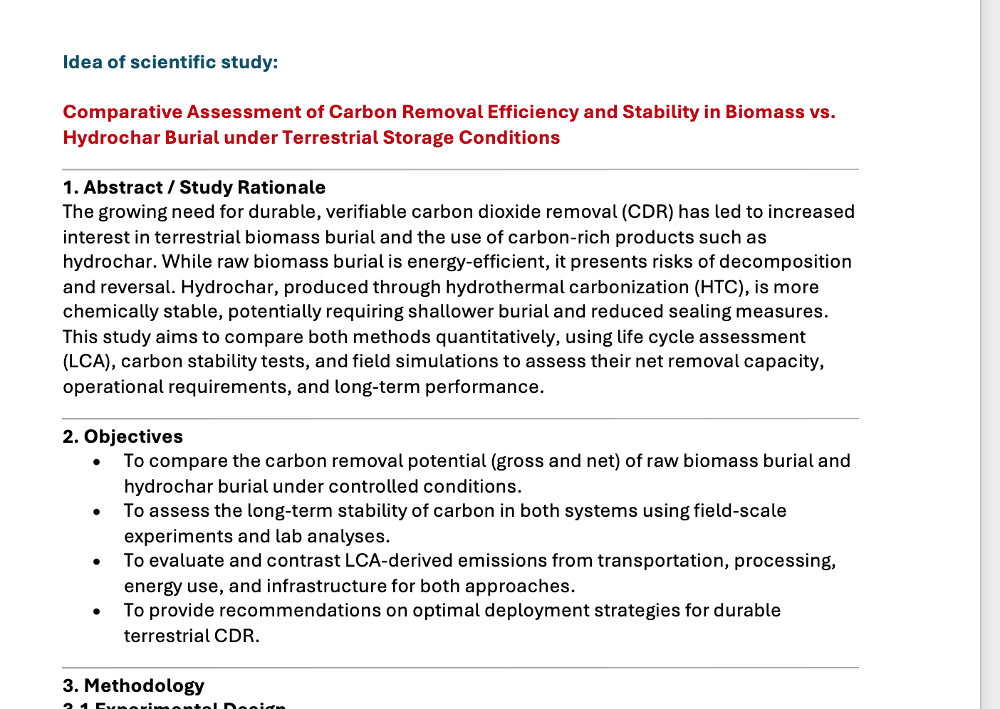 Idea of scientific study:
Comparative Assessment of Carbon Removal Efficiency and Stability in Biomass vs.
Hydrochar Burial under Terrestrial Storage Conditions
1. Abstract / Study Rationale
The growing need for durable, verifiable carbon dioxide removal (CDR) has led to increased
interest in terrestrial biomass burial and the use of carbon-rich products such as
hydrochar. While raw biomass burial is energy-efficient, it presents risks of decomposition
and reversal. Hydrochar, produced through hydrothermal carbonization (HTC), is more
chemically stable, potentially requiring shallower burial and reduced sealing measures.
This study aims to compare both methods quantitatively, using life cycle assessment
(LCA), carbon stability tests, and field simulations to assess their net removal capacity,
operational requirements, and long-term performance.
2. Objectives
• To compare the carbon removal potential (gross and net) of raw biomass burial and
hydrochar burial under controlled conditions.
• To assess the long-term stability of carbon in both systems using field-scale
experiments and lab analyses.
• To evaluate and contrast LCA-derived emissions from transportation, processing,
energy use, and infrastructure for both approaches.
• To provide recommendations on optimal deployment strategies for durable
terrestrial CDR.
3. Methodology
3.1 Experimental Design